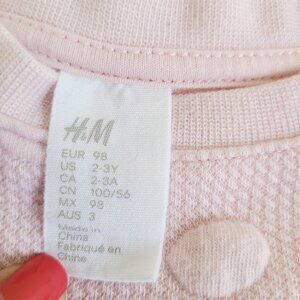 H&M
EUR 98
US 2-3Y
CA 2-3A
CN 100/56
MX 98
AUS 3
Made in
China
Fabriqué en
Chine